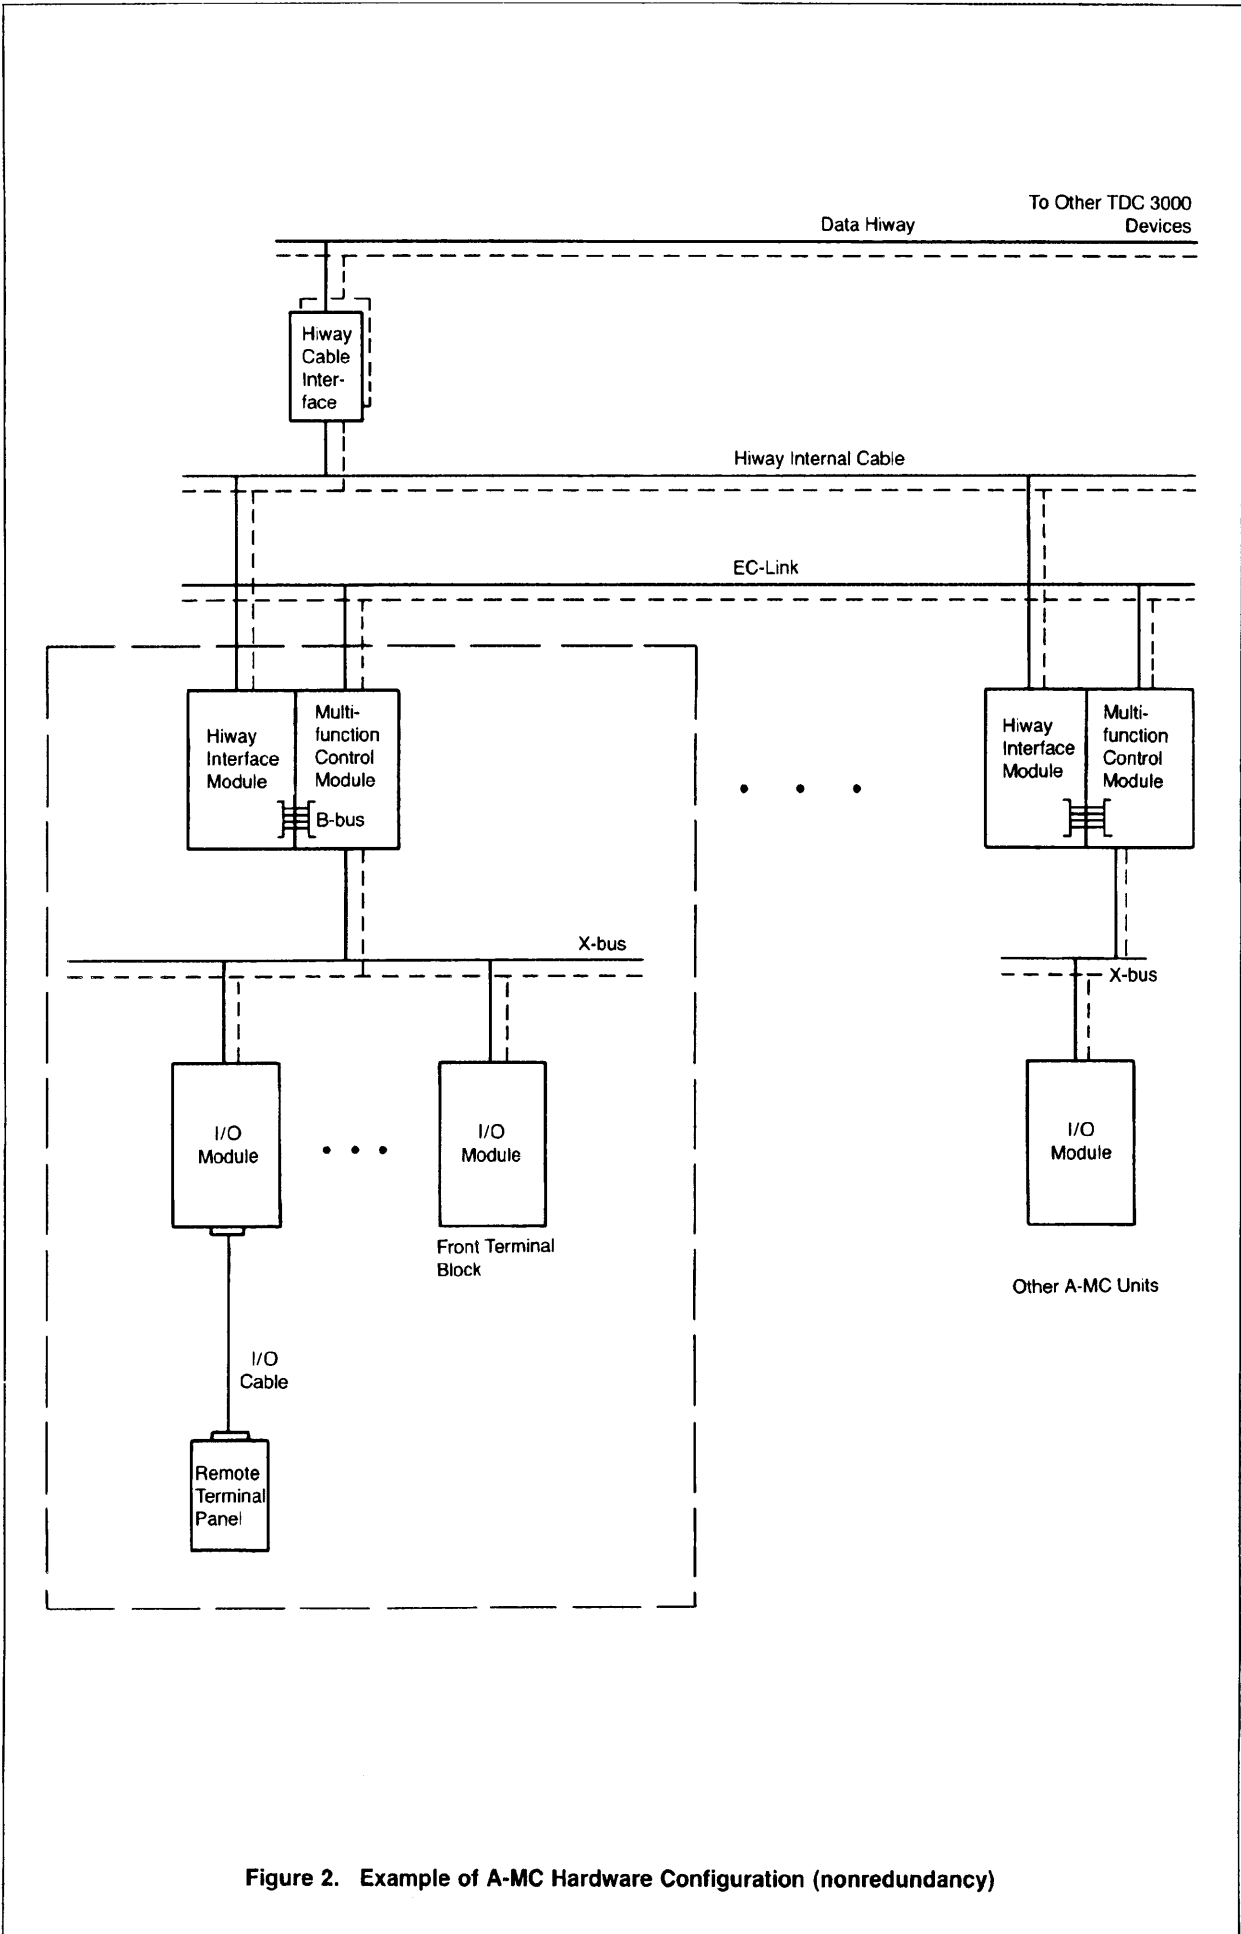 To Other TDC 3000
Devices
Data Hiway
Hiway
Cable
Inter-
face
Hiway Internal Cable
EC-Link
Hiway
Interface
Module
Multi-
function
Control
Module
B-bus
Hiway
Interface
Module
Multi-
function
Control
Module
X-bus
X-bus
I/O
Module
I/O
Module
I/O
Module
Front Terminal
Block
Other A-MC Units
I/O
Cable
Remote
Terminal
Panel
Figure 2. Example of A-MC Hardware Configuration (nonredundancy)